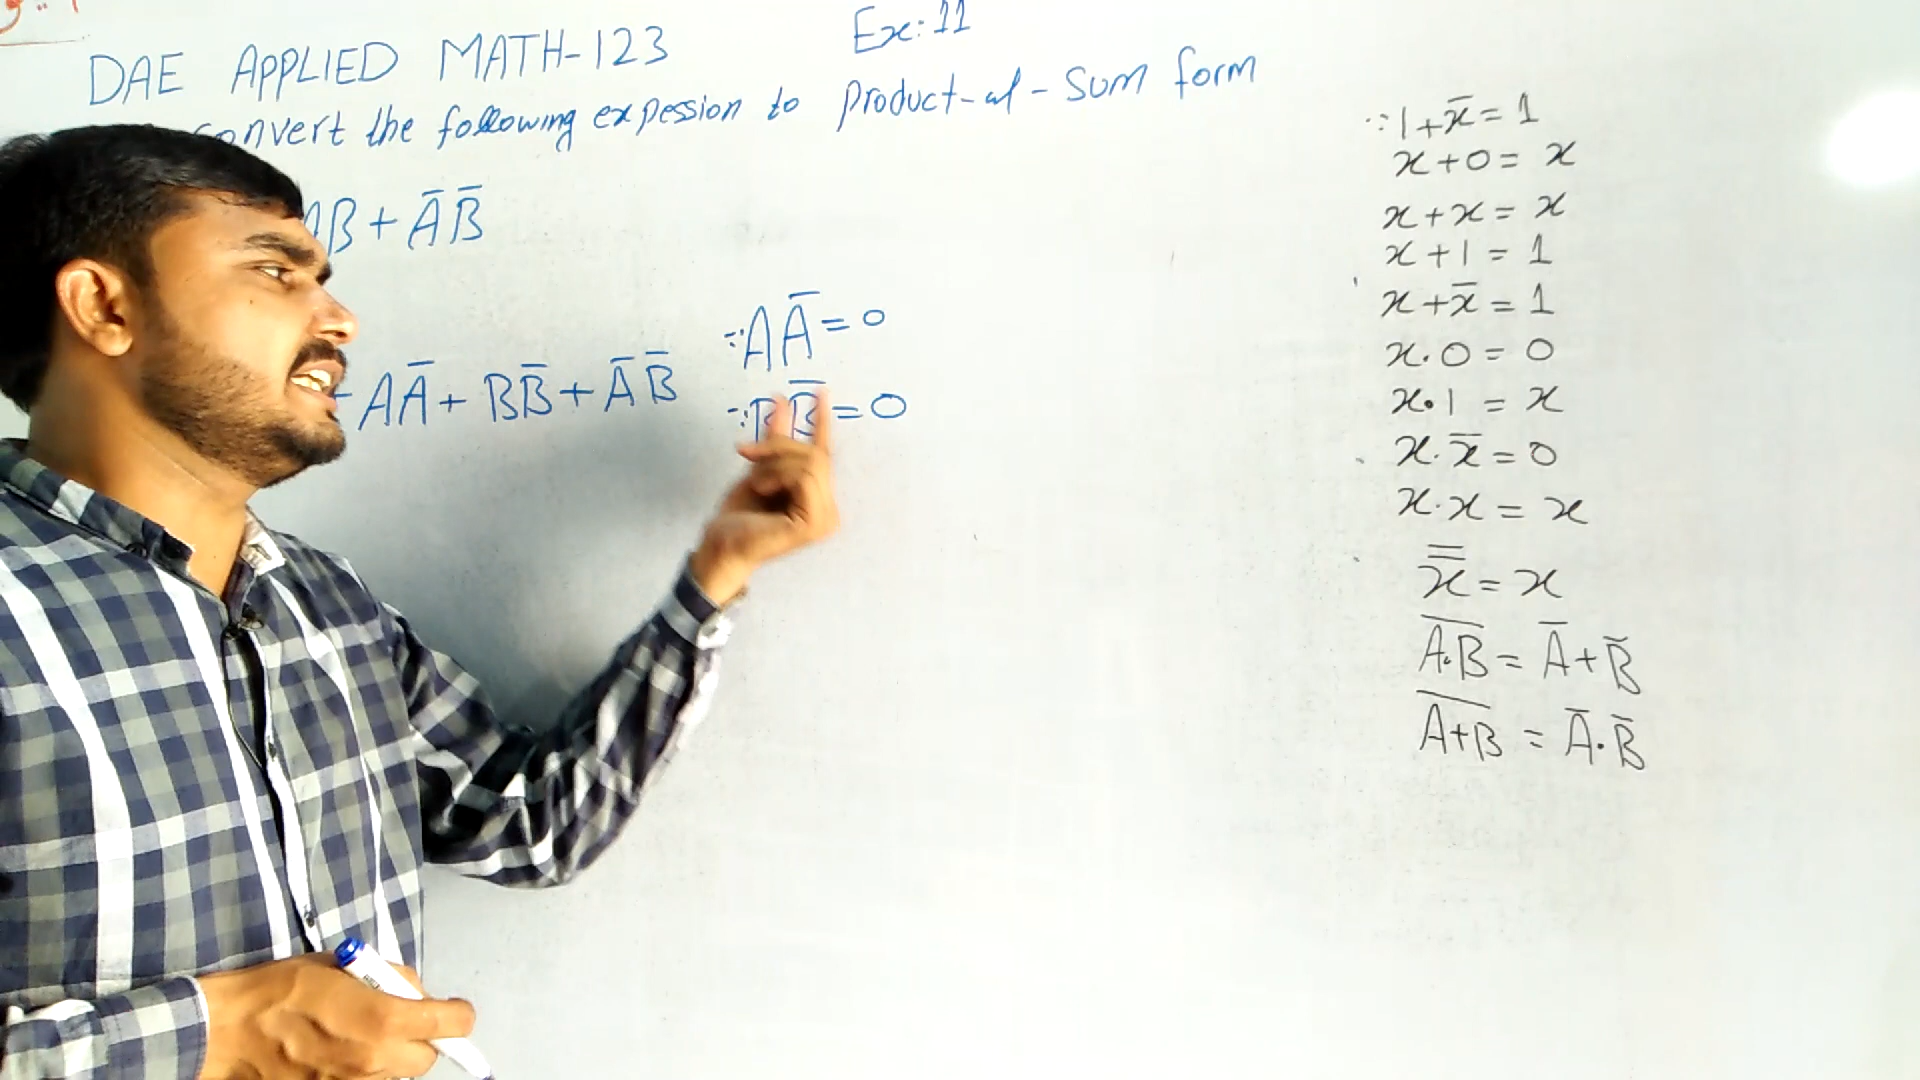 DAE APPLIED MATH-123 Ex: 11
onvert the following expession to product-of-sum form
AB + A̅ B̅
AA̅ + BB̅ + A̅ B̅
∵ AA̅ = 0
∵ BB̅ = 0
∵ 1 + x̅ = 1
x + 0 = x
x + x = x
x + 1 = 1
x + x̅ = 1
x . 0 = 0
x . 1 = x
x . x̅ = 0
x . x = x
x̿ = x
A̅.̅B̅ = A̅ + B̅
A̅+̅B̅ = A̅ . B̅